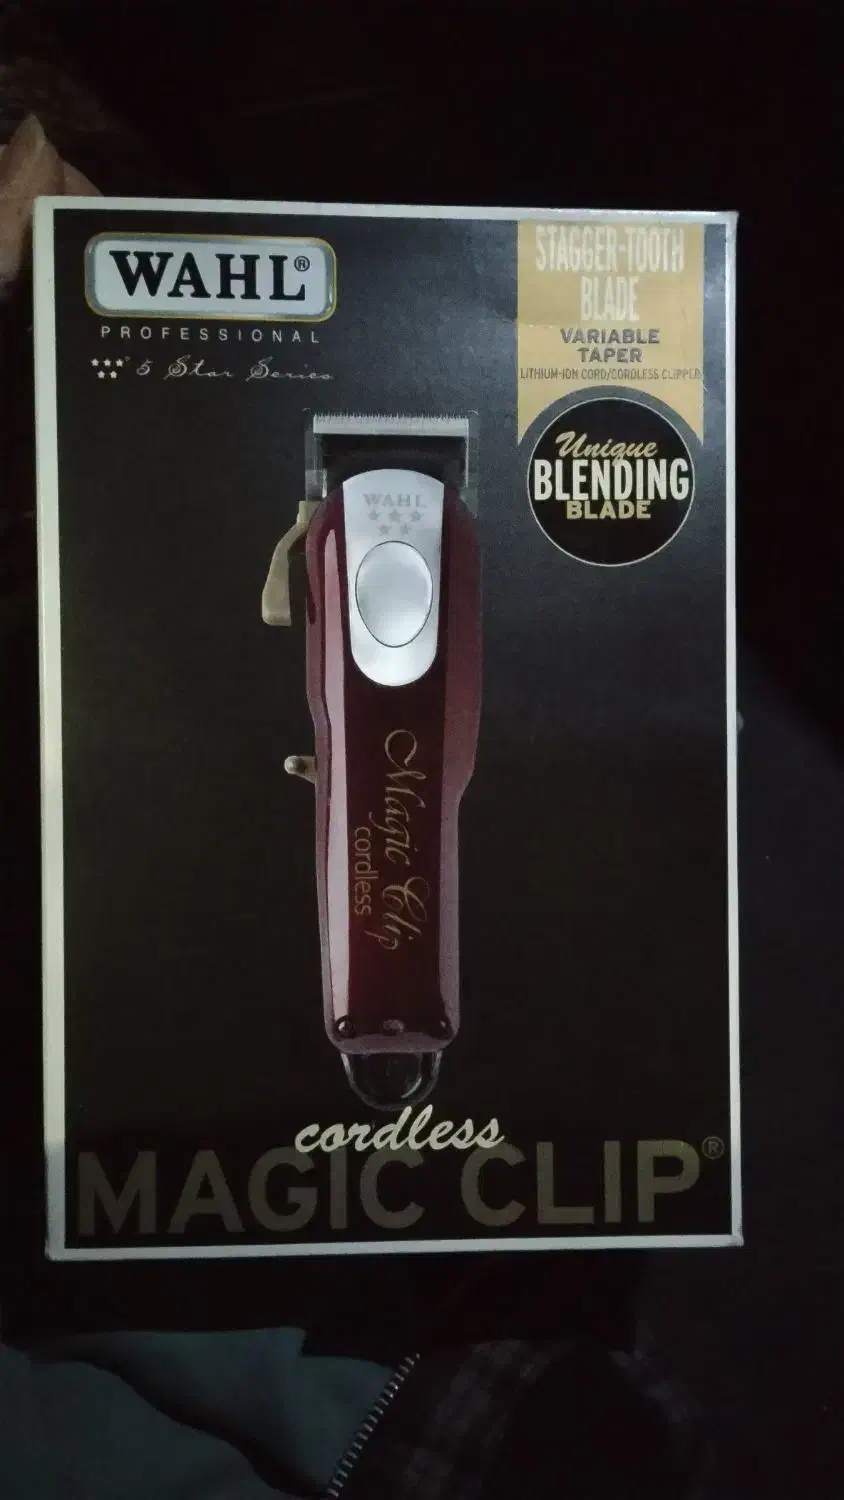 WAHL®
PROFESSIONAL
5 Star Series
STAGGER-TOOTH
BLADE
VARIABLE
TAPER
LITHIUM-ION CORD/CORDLESS CLIPPER
Unique
BLENDING
BLADE
WAHL
Magic Clip
cordless
cordless
MAGIC CLIP®